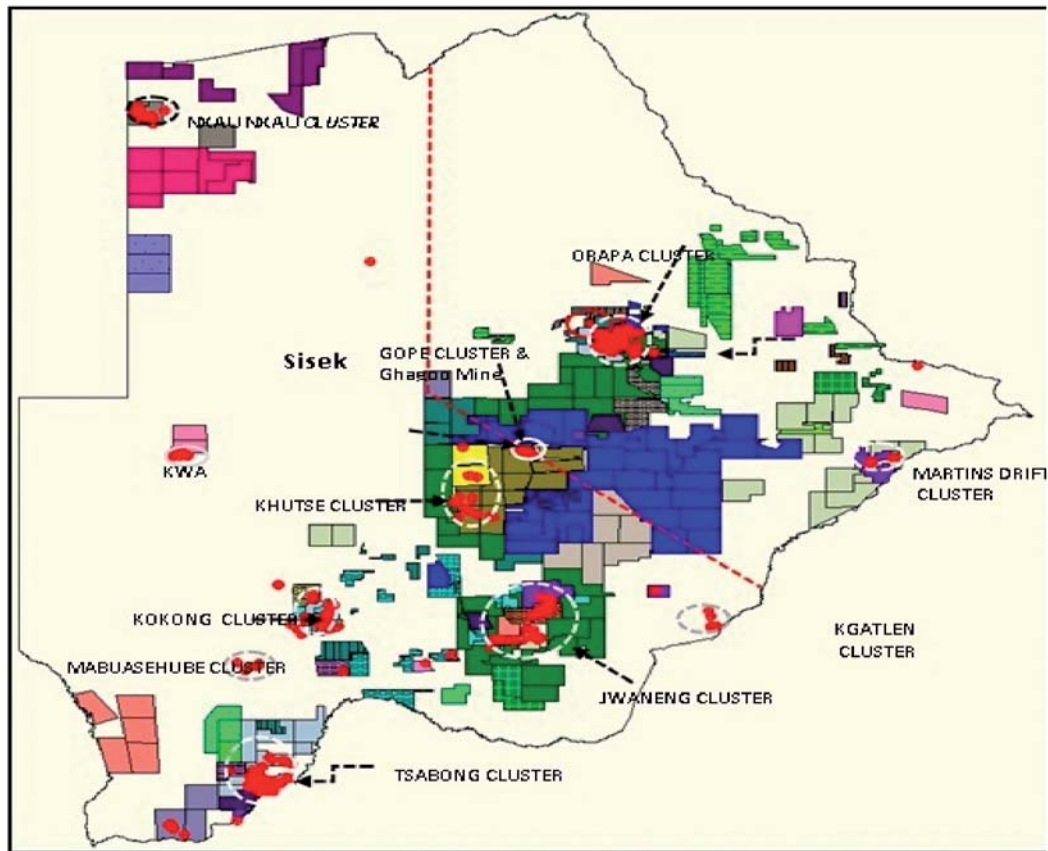 NXAU NXAU CLUSTER
ORAPA CLUSTER
GOPE CLUSTER &
Ghagoo Mine
Sisek
KWA
KHUTSE CLUSTER
MARTINS DRIFT
CLUSTER
KOKONG CLUSTER
KGATLEN
CLUSTER
MABUASEHUBE CLUSTER
JWANENG CLUSTER
TSABONG CLUSTER